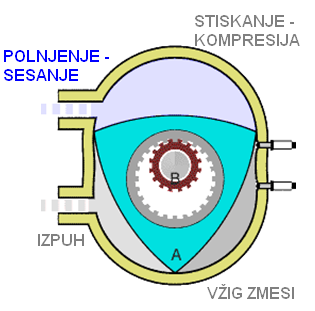 STISKANJE -
KOMPRESIJA
POLNJENJE -
SESANJE
B
A
IZPUH
VŽIG ZMESI